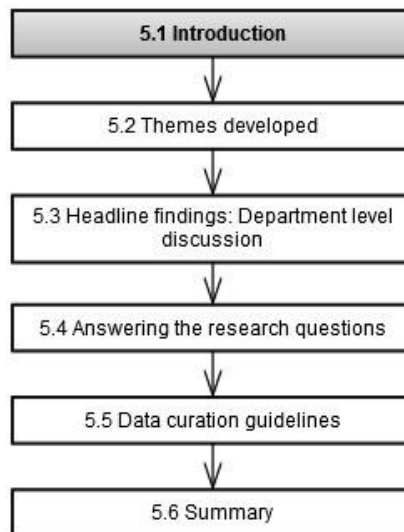 5.1 Introduction
5.2 Themes developed
5.3 Headline findings: Department level
discussion
5.4 Answering the research questions
5.5 Data curation guidelines
5.6 Summary